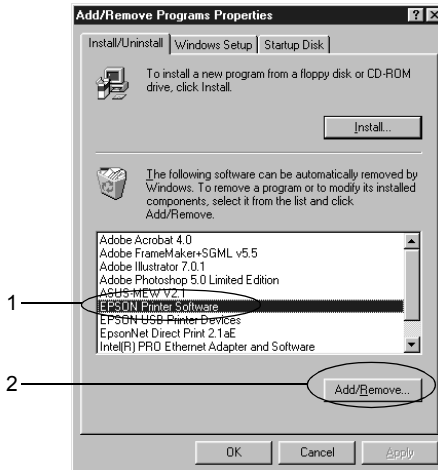 Add/Remove Programs Properties
Install/Uninstall Windows Setup Startup Disk
To install a new program from a floppy disk or CD-ROM
drive, click Install.
Install...
The following software can be automatically removed by
Windows. To remove a program or to modify its installed
components, select it from the list and click
Add/Remove.
Adobe Acrobat 4.0
Adobe FrameMaker+SGML v5.5
Adobe Illustrator 7.0.1
Adobe Photoshop 5.0 Limited Edition
ASUS-MEW V2.1
1
EPSON Printer Software
EPSON USB Printer Devices
EpsonNet Direct Print 2.1aE
Intel(R) PRO Ethernet Adapter and Software
2
Add/Remove...
OK Cancel Apply